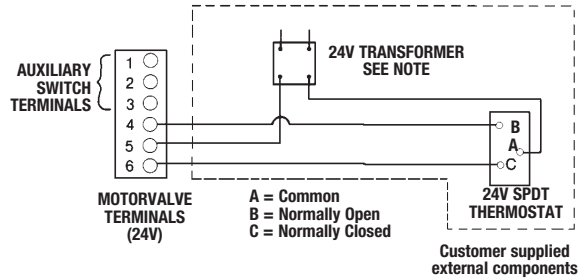 AUXILIARY
SWITCH
TERMINALS
1
2
3
4
5
6
MOTORVALVE
TERMINALS
(24V)
24V TRANSFORMER
SEE NOTE
A = Common
B = Normally Open
C = Normally Closed
B
A
C
24V SPDT
THERMOSTAT
Customer supplied
external components